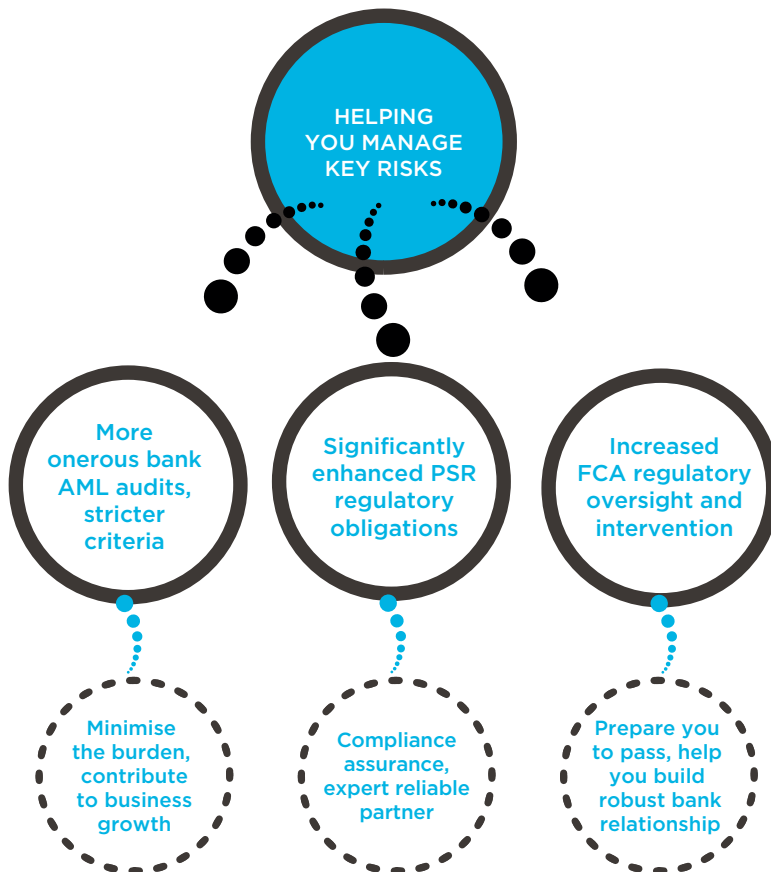 HELPING
YOU MANAGE
KEY RISKS
More
onerous bank
AML audits,
stricter
criteria
Significantly
enhanced PSR
regulatory
obligations
Increased
FCA regulatory
oversight and
intervention
Minimise
the burden,
contribute
to business
growth
Compliance
assurance,
expert reliable
partner
Prepare you
to pass, help
you build
robust bank
relationship